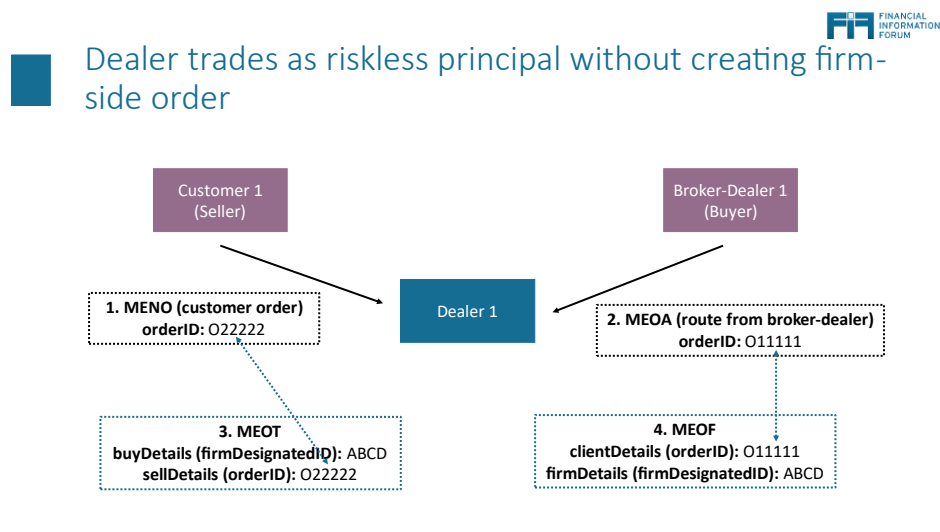 FIF
FINANCIAL
INFORMATION
FORUM
Dealer trades as riskless principal without creating firm-
side order
Customer 1
(Seller)
Broker-Dealer 1
(Buyer)
Dealer 1
1. MENO (customer order)
orderID: O22222
2. MEOA (route from broker-dealer)
orderID: O11111
3. MEOT
buyDetails (firmDesignatedID): ABCD
sellDetails (orderID): O22222
4. MEOF
clientDetails (orderID): O11111
firmDetails (firmDesignatedID): ABCD